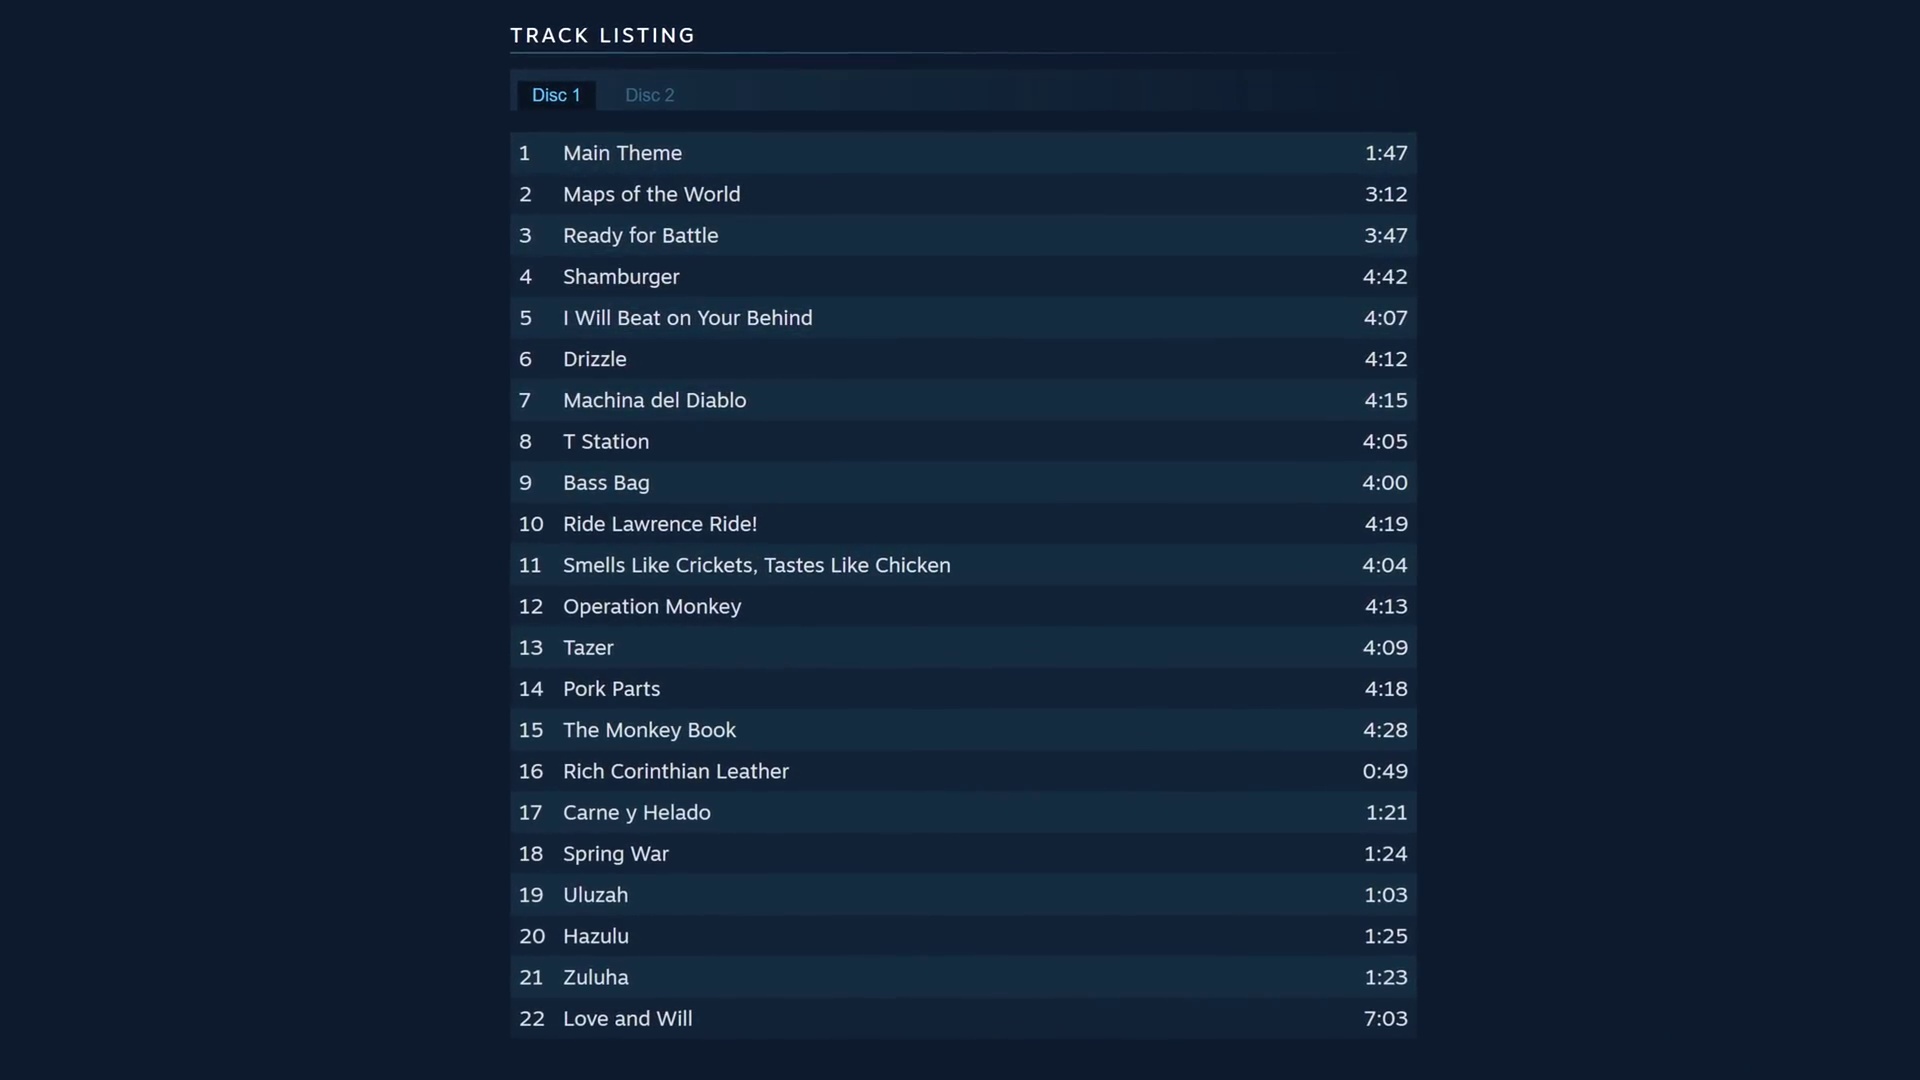 TRACK LISTING
Disc 1 Disc 2
1 Main Theme 1:47
2 Maps of the World 3:12
3 Ready for Battle 3:47
4 Shamburger 4:42
5 I Will Beat on Your Behind 4:07
6 Drizzle 4:12
7 Machina del Diablo 4:15
8 T Station 4:05
9 Bass Bag 4:00
10 Ride Lawrence Ride! 4:19
11 Smells Like Crickets, Tastes Like Chicken 4:04
12 Operation Monkey 4:13
13 Tazer 4:09
14 Pork Parts 4:18
15 The Monkey Book 4:28
16 Rich Corinthian Leather 0:49
17 Carne y Helado 1:21
18 Spring War 1:24
19 Uluzah 1:03
20 Hazulu 1:25
21 Zuluha 1:23
22 Love and Will 7:03